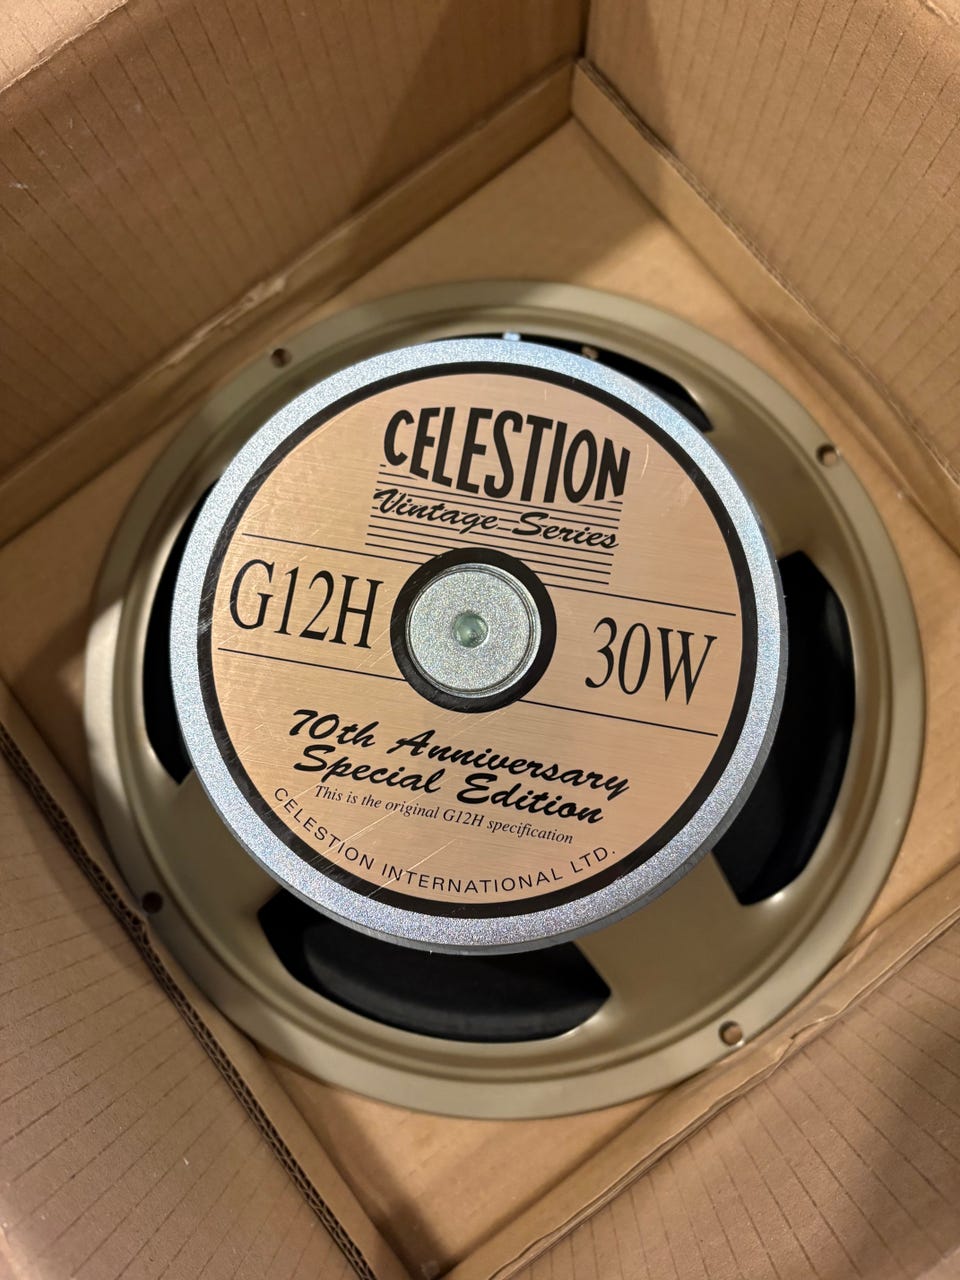 CELESTION
Vintage-Series
G12H 30W
70th Anniversary
Special Edition
This is the original G12H specification
CELESTION INTERNATIONAL LTD.